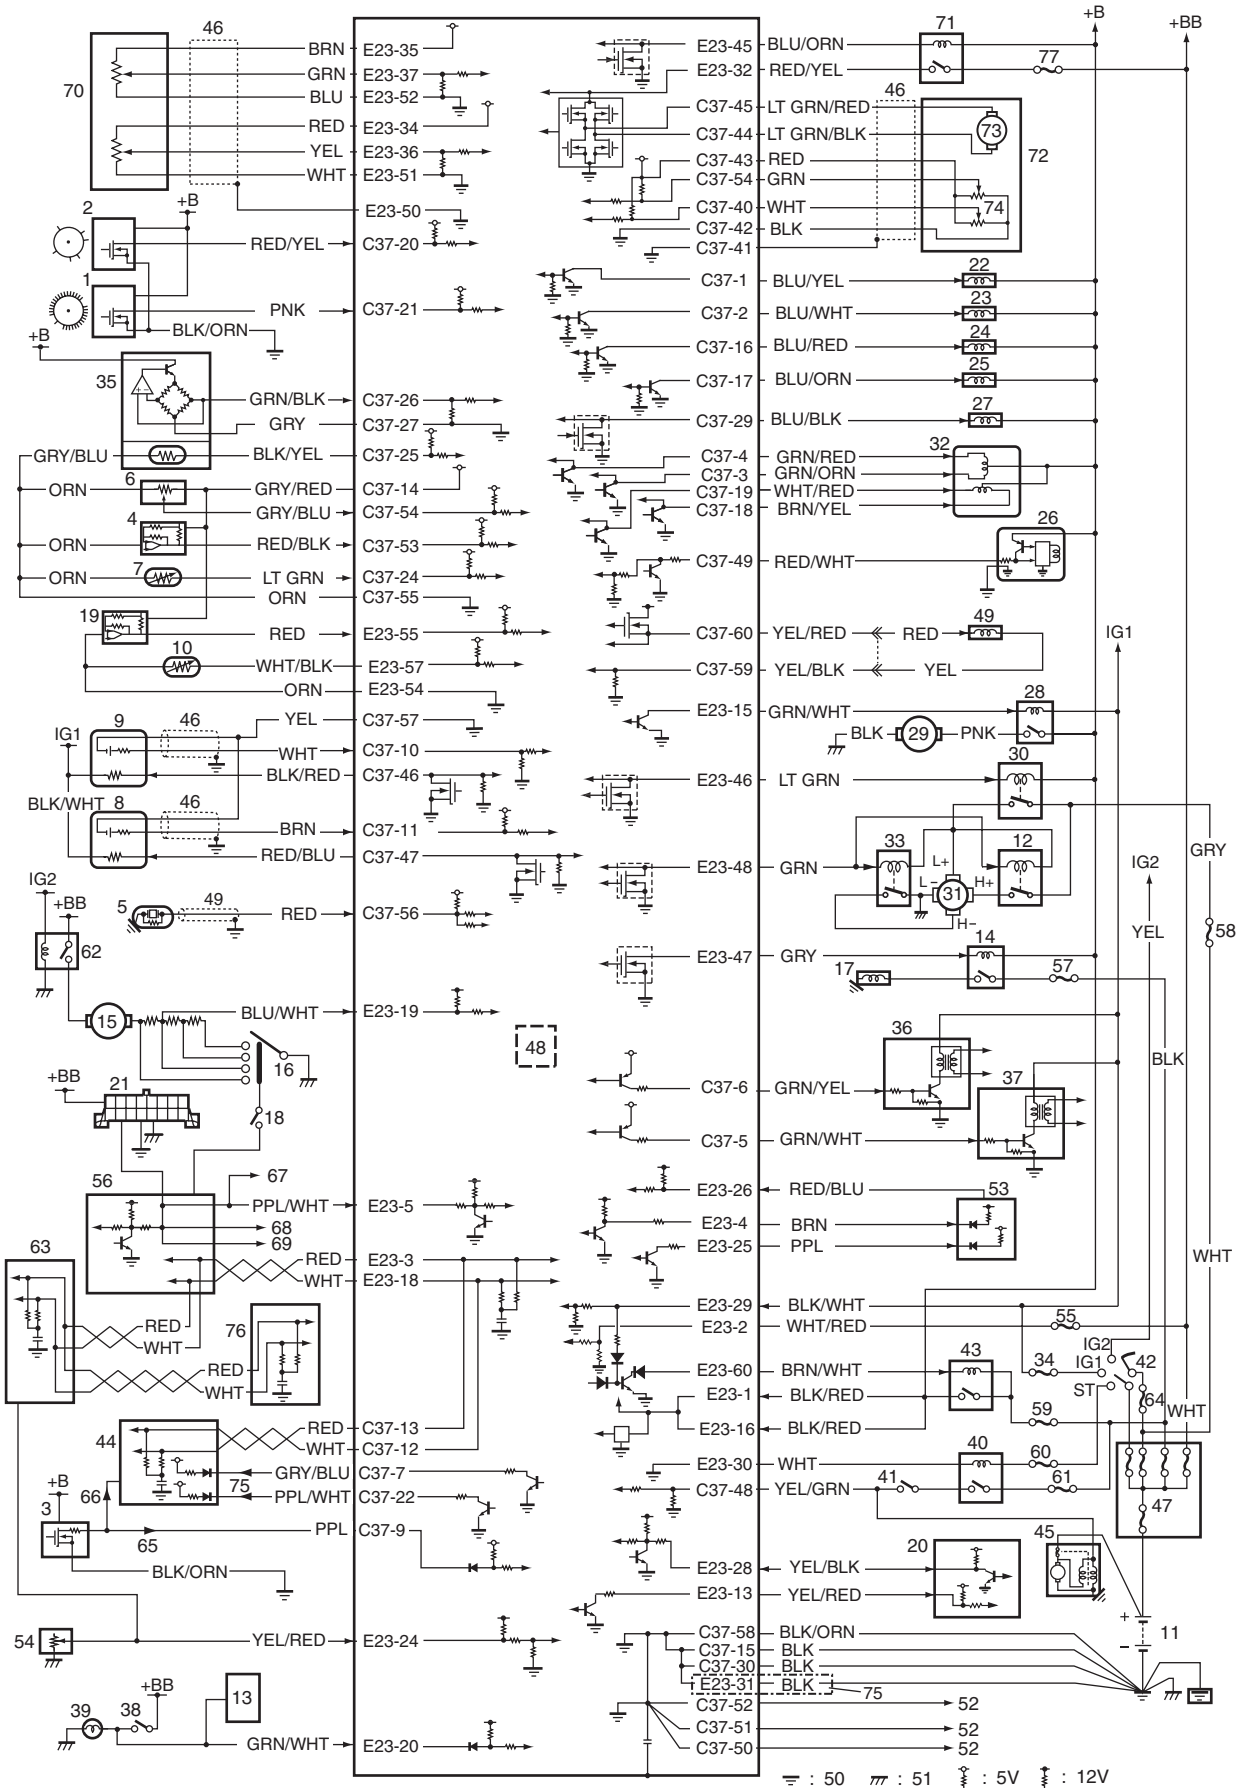 46
70
BRN E23-35
GRN E23-37
BLU E23-52
RED E23-34
YEL E23-36
WHT E23-51
E23-50
2
+B
RED/YEL C37-20
1
PNK C37-21
BLK/ORN
+B
35
GRN/BLK C37-26
GRY C37-27
GRY/BLU BLK/YEL C37-25
6
ORN GRY/RED C37-14
GRY/BLU C37-54
4
ORN RED/BLK C37-53
7
ORN LT GRN C37-24
ORN C37-55
19
RED E23-55
10
WHT/BLK E23-57
ORN E23-54
9 46
YEL C37-57
IG1
WHT C37-10
BLK/RED C37-46
BLK/WHT 8 46
BRN C37-11
RED/BLU C37-47
IG2
+BB
5 49
RED C37-56
62
15
BLU/WHT E23-19
16
+BB
21
18
56
67
PPL/WHT E23-5
68
69
63
RED E23-3
WHT E23-18
RED
WHT
76
RED
WHT
44
RED C37-13
WHT C37-12
GRY/BLU C37-7
75
PPL/WHT C37-22
+B
66
3
PPL C37-9
65
BLK/ORN
54
YEL/RED E23-24
+BB
13
39 38
GRN/WHT E23-20
48
71
+B
+BB
E23-45 BLU/ORN
E23-32 RED/YEL
77
46
C37-45 LT GRN/RED
C37-44 LT GRN/BLK
73
72
C37-43 RED
C37-54 GRN
C37-40 WHT
74
C37-42 BLK
C37-41
C37-1 BLU/YEL 22
C37-2 BLU/WHT 23
C37-16 BLU/RED 24
C37-17 BLU/ORN 25
C37-29 BLU/BLK 27
32
C37-4 GRN/RED
C37-3 GRN/ORN
C37-19 WHT/RED
C37-18 BRN/YEL
26
C37-49 RED/WHT
49
C37-60 YEL/RED RED
IG1
C37-59 YEL/BLK YEL
28
E23-15 GRN/WHT
BLK 29 PNK
30
E23-46 LT GRN
33
12
L+
GRY
IG2
E23-48 GRN
L-
31
H+
H-
YEL
58
14
E23-47 GRY
17
57
36
BLK
37
C37-6 GRN/YEL
C37-5 GRN/WHT
E23-26 RED/BLU
53
E23-4 BRN
E23-25 PPL
WHT
E23-29 BLK/WHT
E23-2 WHT/RED
55
IG2
43
34
IG1
42
E23-60 BRN/WHT
ST
E23-1 BLK/RED
64
59
WHT
E23-16 BLK/RED
40
E23-30 WHT
60
41
61
C37-48 YEL/GRN
47
20
45
E23-28 YEL/BLK
E23-13 YEL/RED
+
11
-
C37-58 BLK/ORN
C37-15 BLK
C37-30 BLK
E23-31 BLK
75
C37-52 52
C37-51 52
C37-50 52
: 50 : 51 : 5V : 12V